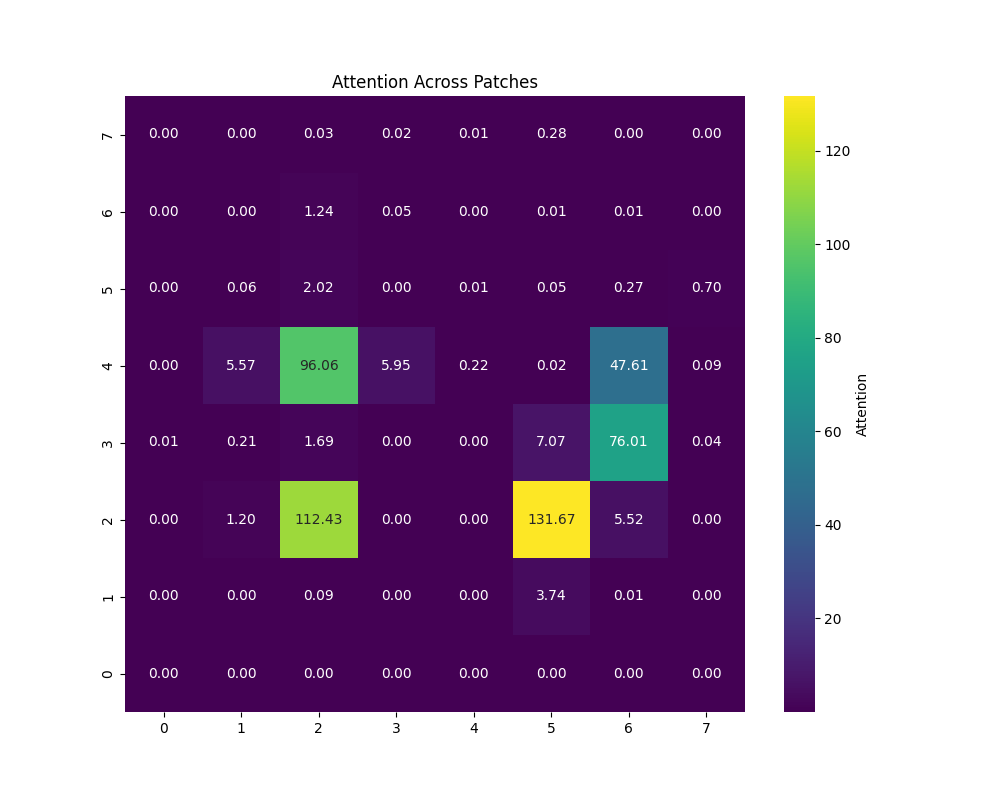 Attention Across Patches
7 0.00 0.00 0.03 0.02 0.01 0.28 0.00 0.00
6 0.00 0.00 1.24 0.05 0.00 0.01 0.01 0.00
5 0.00 0.06 2.02 0.00 0.01 0.05 0.27 0.70
4 0.00 5.57 96.06 5.95 0.22 0.02 47.61 0.09
3 0.01 0.21 1.69 0.00 0.00 7.07 76.01 0.04
2 0.00 1.20 112.43 0.00 0.00 131.67 5.52 0.00
1 0.00 0.00 0.09 0.00 0.00 3.74 0.01 0.00
0 0.00 0.00 0.00 0.00 0.00 0.00 0.00 0.00
0 1 2 3 4 5 6 7
120
100
80
60
40
20
Attention